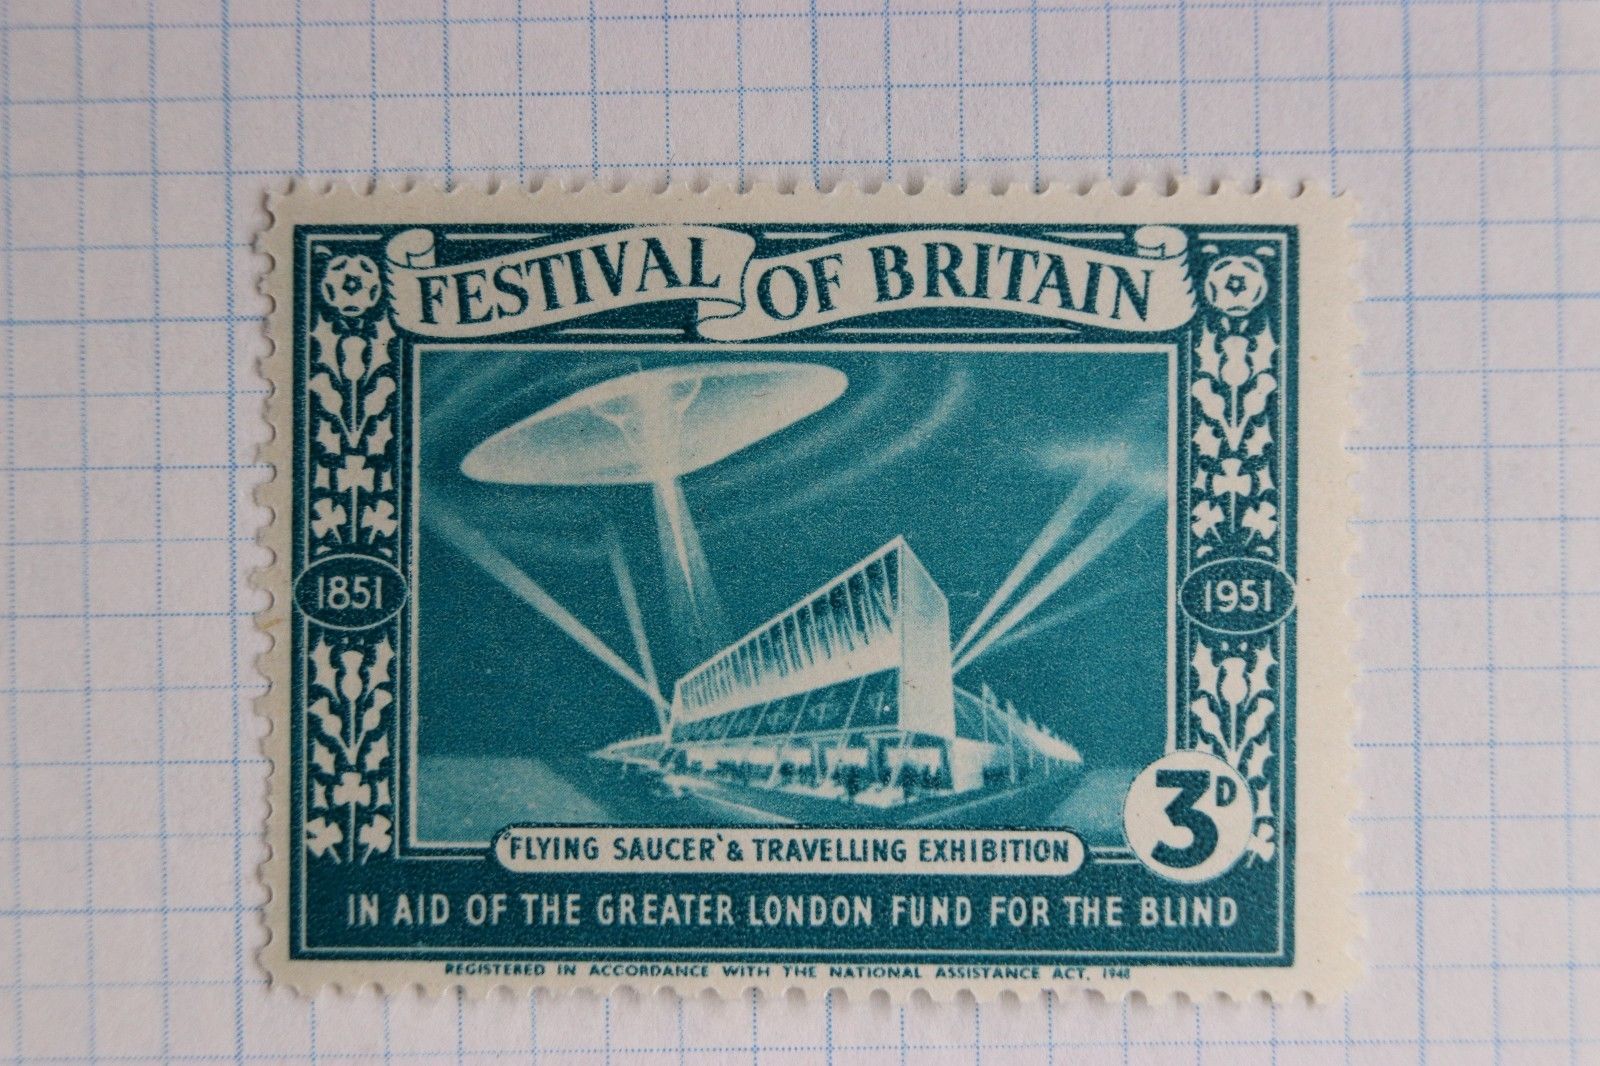 FESTIVAL OF BRITAIN
1851
1951
3D
'FLYING SAUCER' & TRAVELLING EXHIBITION
IN AID OF THE GREATER LONDON FUND FOR THE BLIND
REGISTERED IN ACCORDANCE WITH THE NATIONAL ASSISTANCE ACT, 1948